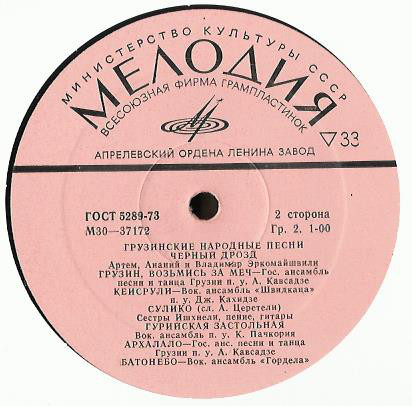 МИНИСТЕРСТВО КУЛЬТУРЫ СССР
МЕЛОДИЯ
ВСЕСОЮЗНАЯ ФИРМА ГРАМПЛАСТИНОК
АПРЕЛЕВСКИЙ ОРДЕНА ЛЕНИНА ЗАВОД
▽33
ГОСТ 5289-73
2 сторона
М30—37172
Гр. 2. 1-00
ГРУЗИНСКИЕ НАРОДНЫЕ ПЕСНИ
ЧЕРНЫЙ ДРОЗД
Артем, Ананий и Владимир Эркомайшвили
ГРУЗИН, ВОЗЬМИСЬ ЗА МЕЧ—Гос. ансамбль
песни и танца Грузии п. у. А. Кавсадзе
КЕЙСРУЛИ—Вок. ансамбль «Швидкаца»
п. у. Дж. Кахидзе
СУЛИКО (сл. А. Церетели)
Сестры Ишхнели, пение, гитары
ГУРИЙСКАЯ ЗАСТОЛЬНАЯ
Вок. ансамбль п. у. К. Пачкория
АРХАЛАЛО—Гос. анс. песни и танца
Грузии п. у. А. Кавсадзе
БАТОНЕБО—Вок. ансамбль «Гордела»